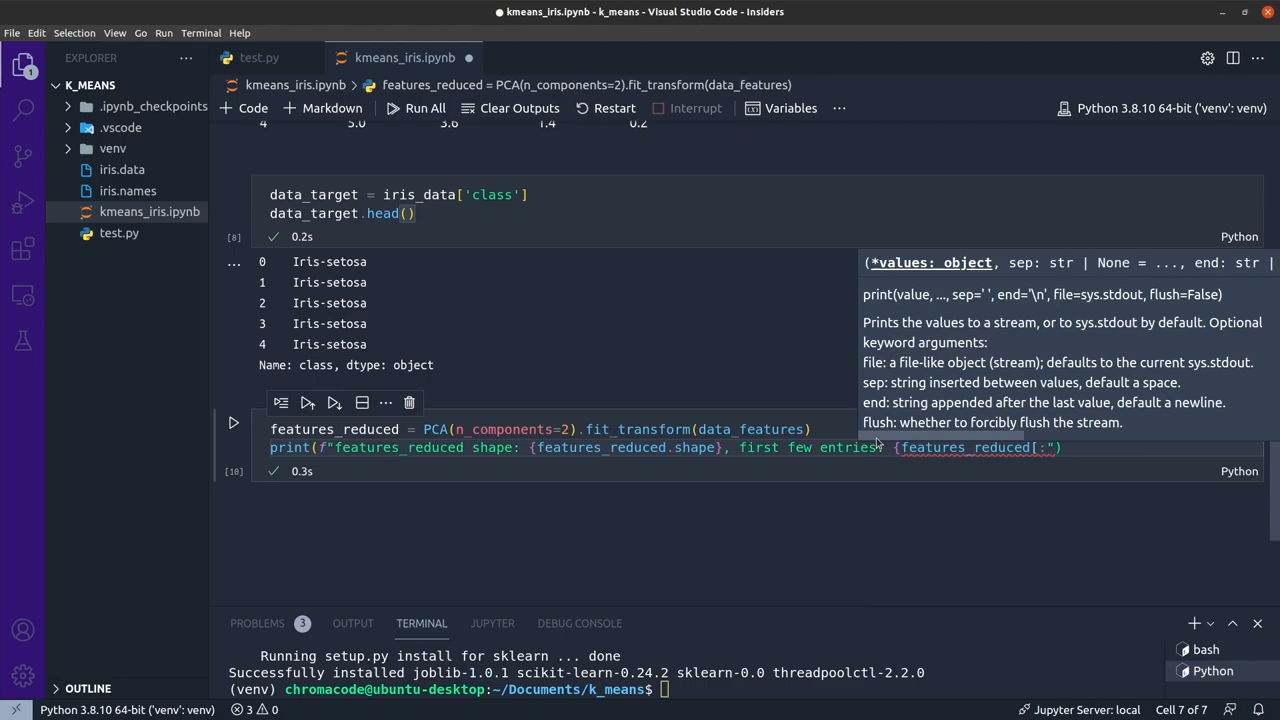 ● kmeans_iris.ipynb - k_means - Visual Studio Code - Insiders
File Edit Selection View Go Run Terminal Help
EXPLORER
test.py
kmeans_iris.ipynb
1
K_MEANS
.ipynb_checkpoints
.vscode
venv
iris.data
iris.names
kmeans_iris.ipynb
test.py
OUTLINE
kmeans_iris.ipynb > features_reduced = PCA(n_components=2).fit_transform(data_features)
+ Code + Markdown Run All Clear Outputs Restart Interrupt Variables ··· Python 3.8.10 64-bit ('venv': venv)
4 5.0 3.6 1.4 0.2
data_target = iris_data['class']
data_target.head()
[8] 0.2s Python
0 Iris-setosa
1 Iris-setosa
2 Iris-setosa
3 Iris-setosa
4 Iris-setosa
Name: class, dtype: object
(*values: object, sep: str | None = ..., end: str |
print(value, ..., sep=' ', end='\n', file=sys.stdout, flush=False)
Prints the values to a stream, or to sys.stdout by default. Optional
keyword arguments:
file: a file-like object (stream); defaults to the current sys.stdout.
sep: string inserted between values, default a space.
end: string appended after the last value, default a newline.
flush: whether to forcibly flush the stream.
features_reduced = PCA(n_components=2).fit_transform(data_features)
print(f"features_reduced shape: {features_reduced.shape}, first few entries: {features_reduced[:")
[10] 0.3s Python
PROBLEMS 3 OUTPUT TERMINAL JUPYTER DEBUG CONSOLE
Running setup.py install for sklearn ... done
Successfully installed joblib-1.0.1 scikit-learn-0.24.2 sklearn-0.0 threadpoolctl-2.2.0
(venv) chromacode@ubuntu-desktop:~/Documents/k_means$
bash
Python
Python 3.8.10 64-bit ('venv': venv) 3 0 Jupyter Server: local Cell 7 of 7